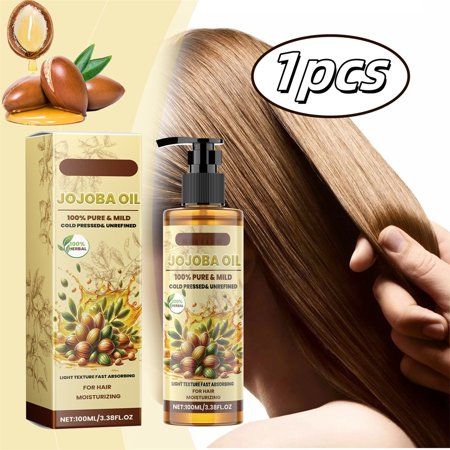 1pcs
JOJOBA OIL
100% PURE & MILD
COLD PRESSED& UNREFINED
100%
HERBAL
LIGHT TEXTURE FAST ABSORBING
FOR HAIR
MOISTURIZING
NET:100ML/3.38FL.OZ
JOJOBA OIL
100% PURE & MILD
COLD PRESSED& UNREFINED
100%
HERBAL
LIGHT TEXTURE FAST ABSORBING
FOR HAIR
MOISTURIZING
NET:100ML/3.38FL.OZ